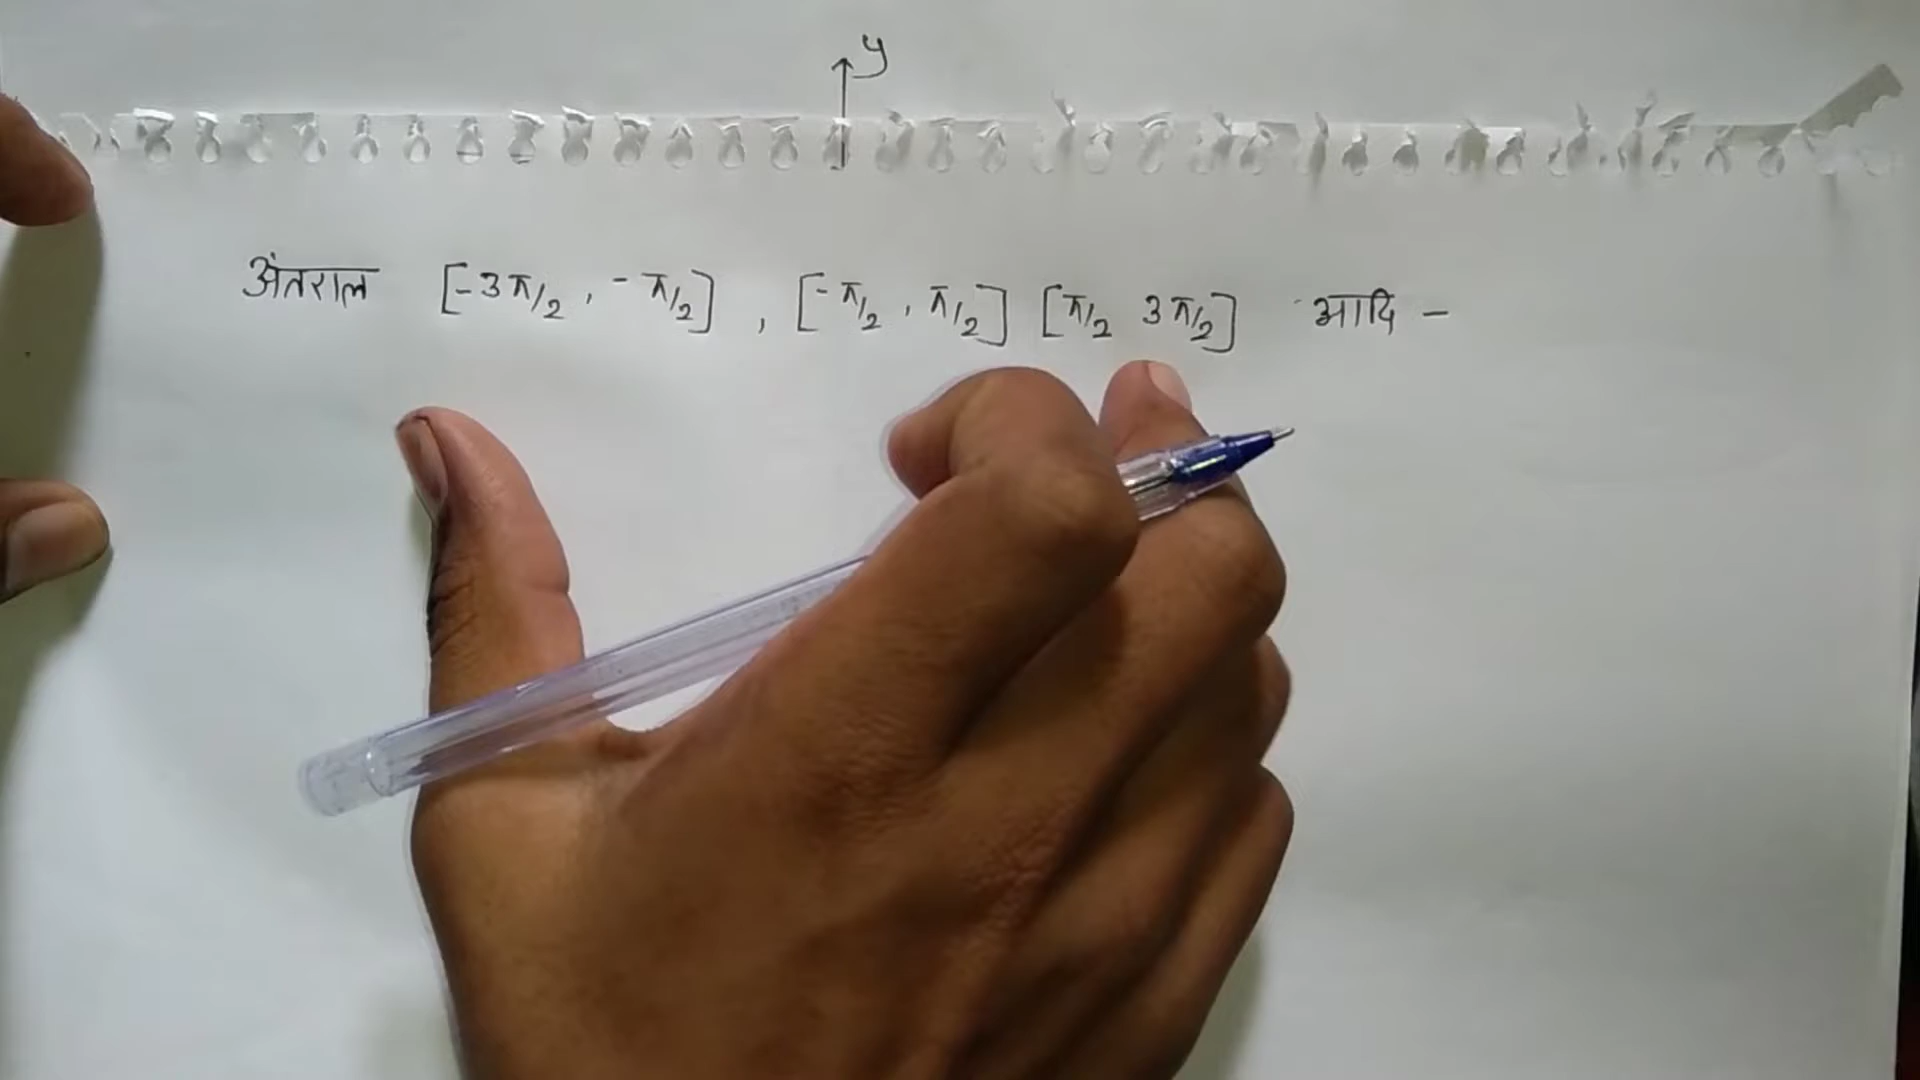 y
अंतराल [-3π/2, -π/2], [-π/2, π/2] [π/2 3π/2] आदि -